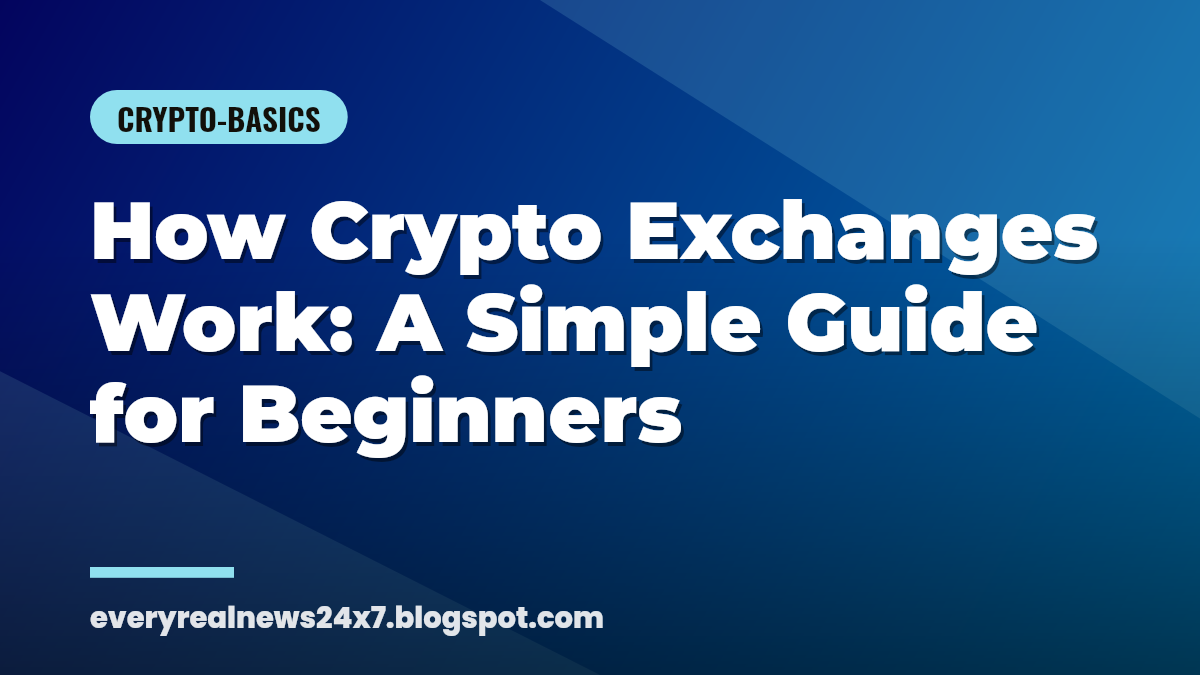 CRYPTO-BASICS
How Crypto Exchanges
Work: A Simple Guide
for Beginners
everyrealnews24x7.blogspot.com